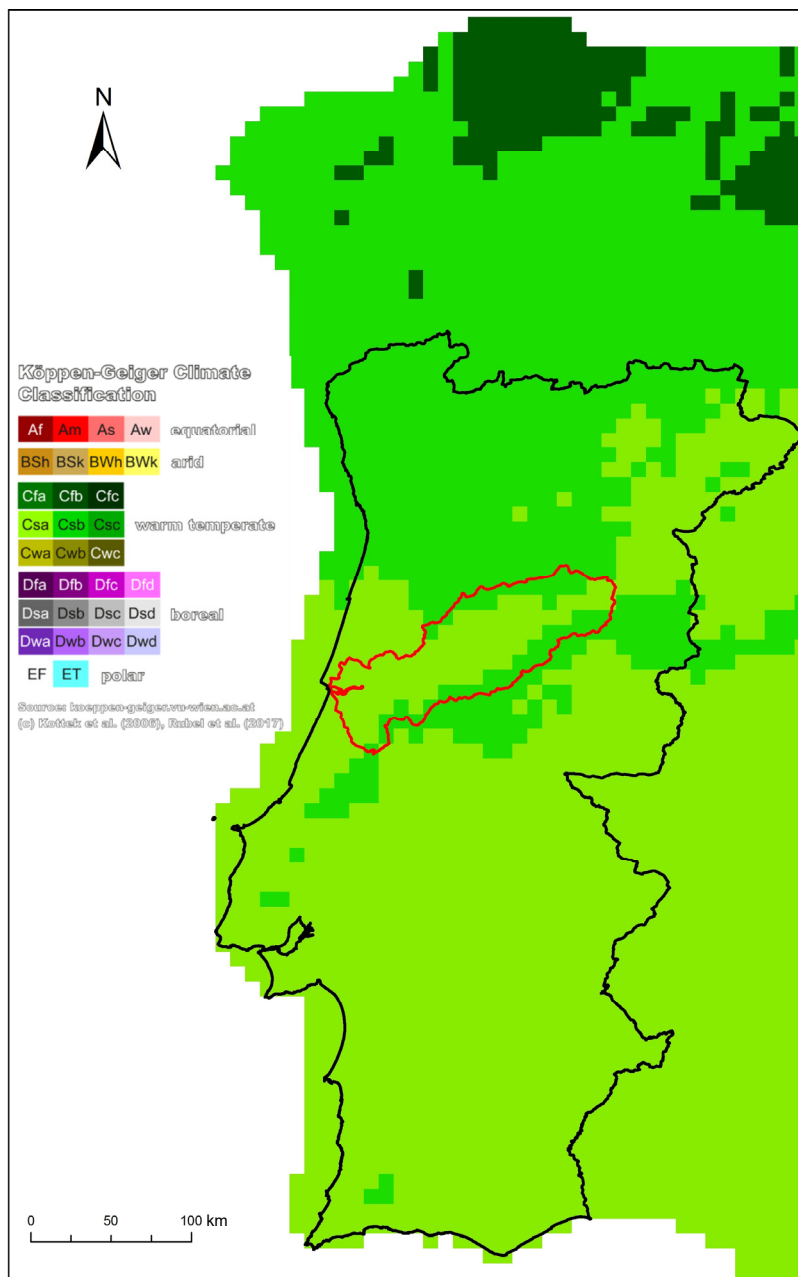 N
Köppen-Geiger Climate
Classification
Af Am As Aw equatorial
BSh BSk BWh BWk arid
Cfa Cfb Cfc
Csa Csb Csc warm temperate
Cwa Cwb Cwc
Dfa Dfb Dfc Dfd
Dsa Dsb Dsc Dsd boreal
Dwa Dwb Dwc Dwd
EF ET polar
Source: koeppen-geiger.vu-wien.ac.at
(c) Kottek et al. (2006), Rubel et al. (2017)
0 50 100 km